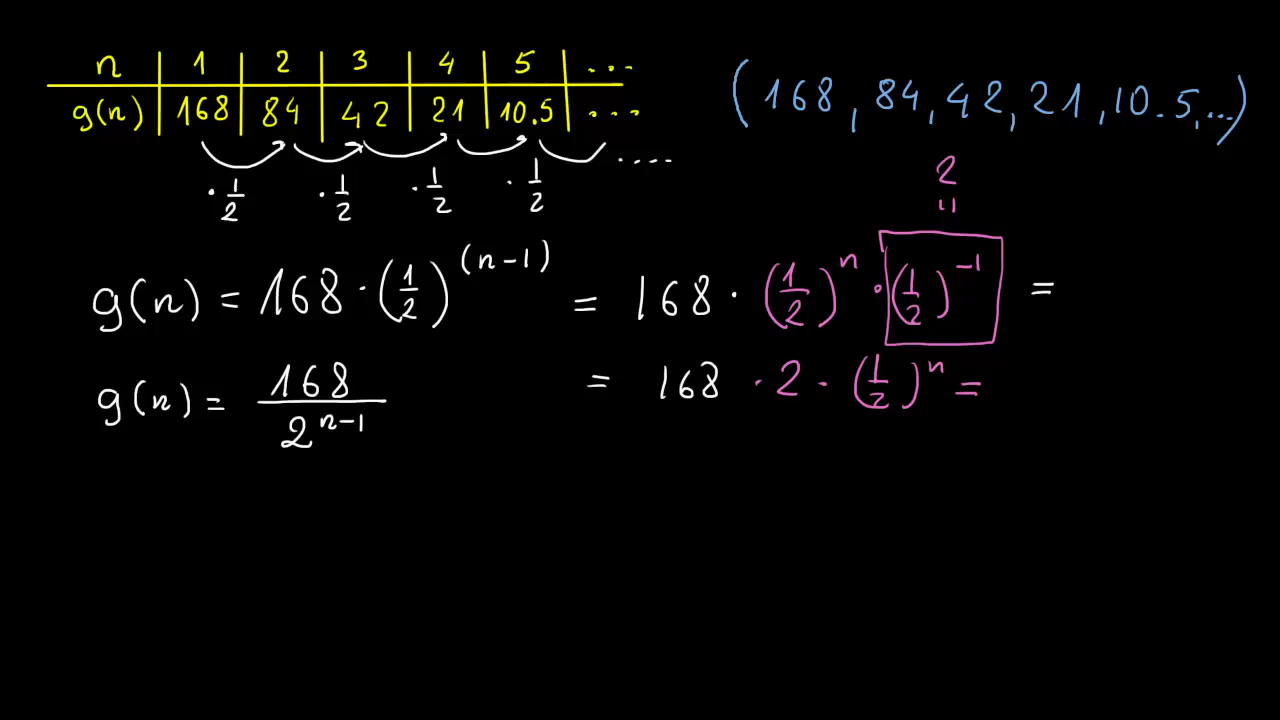 n | 1 | 2 | 3 | 4 | 5 | ...
g(n) | 168 | 84 | 42 | 21 | 10.5 | ...
(168, 84, 42, 21, 10.5, ...)
· 1/2 · 1/2 · 1/2 · 1/2 ....
2
=
g(n) = 168 · (1/2)^(n-1) = 168 · (1/2)^n · (1/2)^-1 =
= 168 · 2 · (1/2)^n =
g(n) = 168/2^n-1